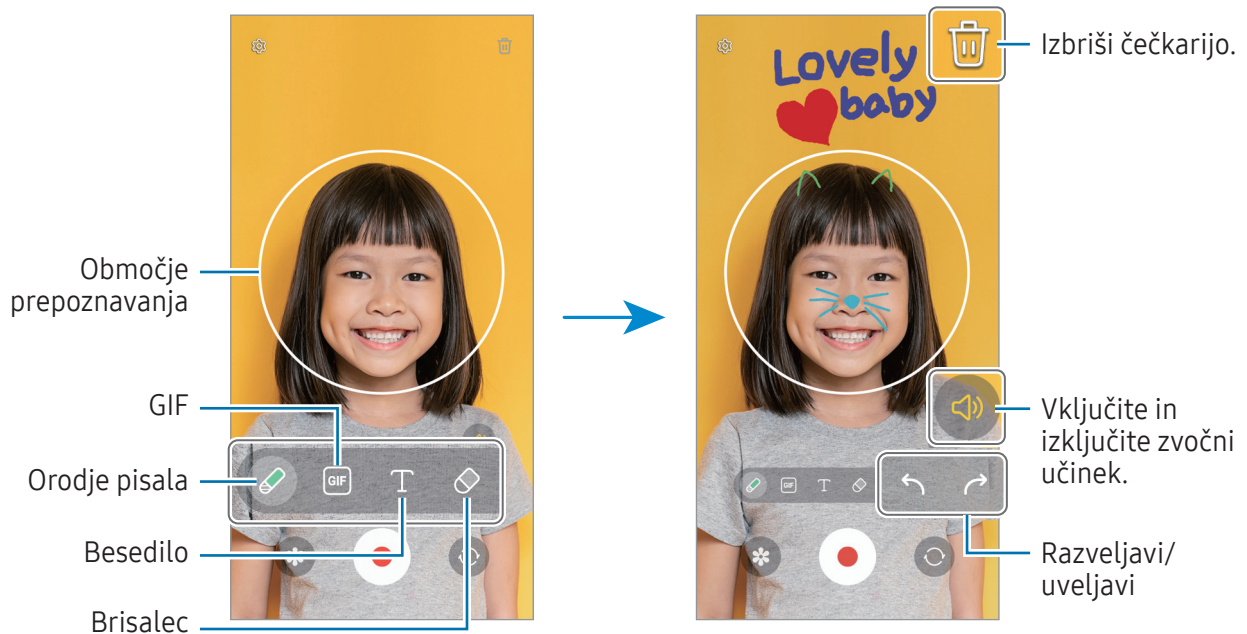 Območje
prepoznavanja
GIF
Orodje pisala
Besedilo
Brisalec
GIF
T
Lovely
baby
GIF
T
Izbriši čečkarijo.
Vključite in
izključite zvočni
učinek.
Razveljavi/
uveljavi